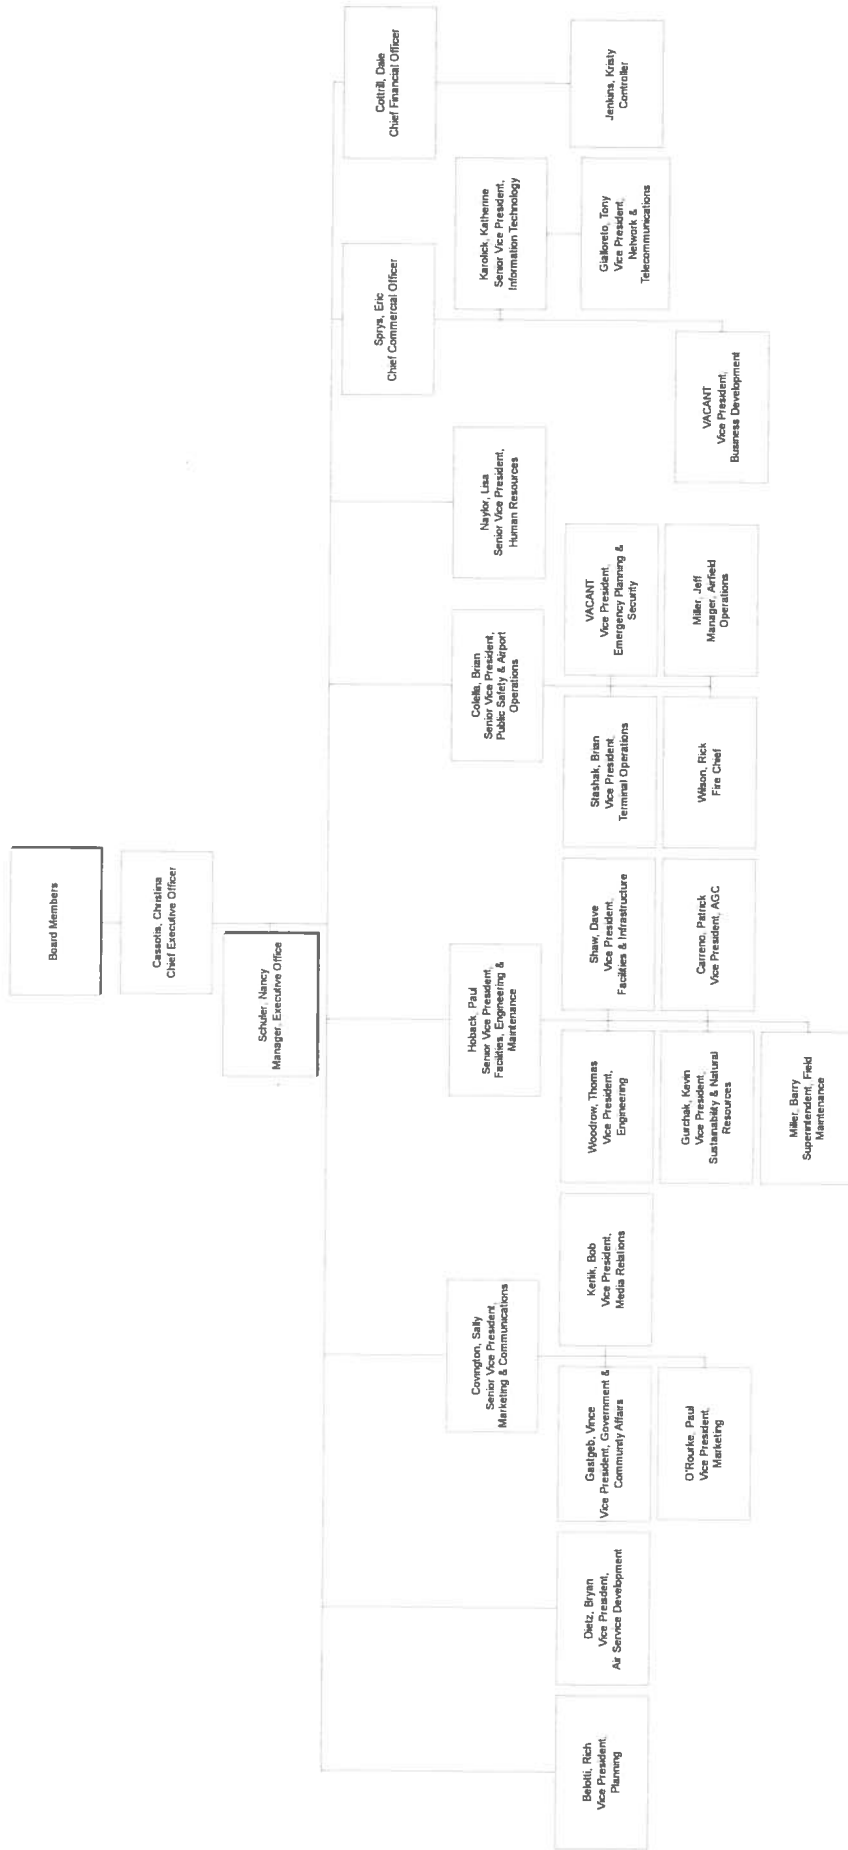 Board Members
Cassotis, Christina
Chief Executive Officer
Schuler, Nancy
Manager, Executive Office
Belotti, Rich
Vice President,
Planning
Dietz, Bryan
Vice President,
Air Service Development
Covington, Sally
Senior Vice President,
Marketing & Communications
Gastgeb, Vince
Vice President, Government &
Community Affairs
Kerlik, Bob
Vice President,
Media Relations
O'Rourke, Paul
Vice President,
Marketing
Hoback, Paul
Senior Vice President,
Facilities, Engineering &
Maintenance
Woodrow, Thomas
Vice President,
Engineering
Shaw, Dave
Vice President,
Facilities & Infrastructure
Gurchak, Kevin
Vice President,
Sustainability & Natural
Resources
Carreno, Patrick
Vice President, AGC
Miller, Barry
Superintendent, Field
Maintenance
Colella, Brian
Senior Vice President,
Public Safety & Airport
Operations
Stashak, Brian
Vice President,
Terminal Operations
VACANT
Vice President,
Emergency Planning &
Security
Wilson, Rick
Fire Chief
Miller, Jeff
Manager, Airfield
Operations
Naylor, Lisa
Senior Vice President,
Human Resources
Sprys, Eric
Chief Commercial Officer
Karolick, Katherine
Senior Vice President,
Information Technology
Gialloreto, Tony
Vice President,
Network &
Telecommunications
VACANT
Vice President,
Business Development
Cottrill, Dale
Chief Financial Officer
Jenkins, Kristy
Controller